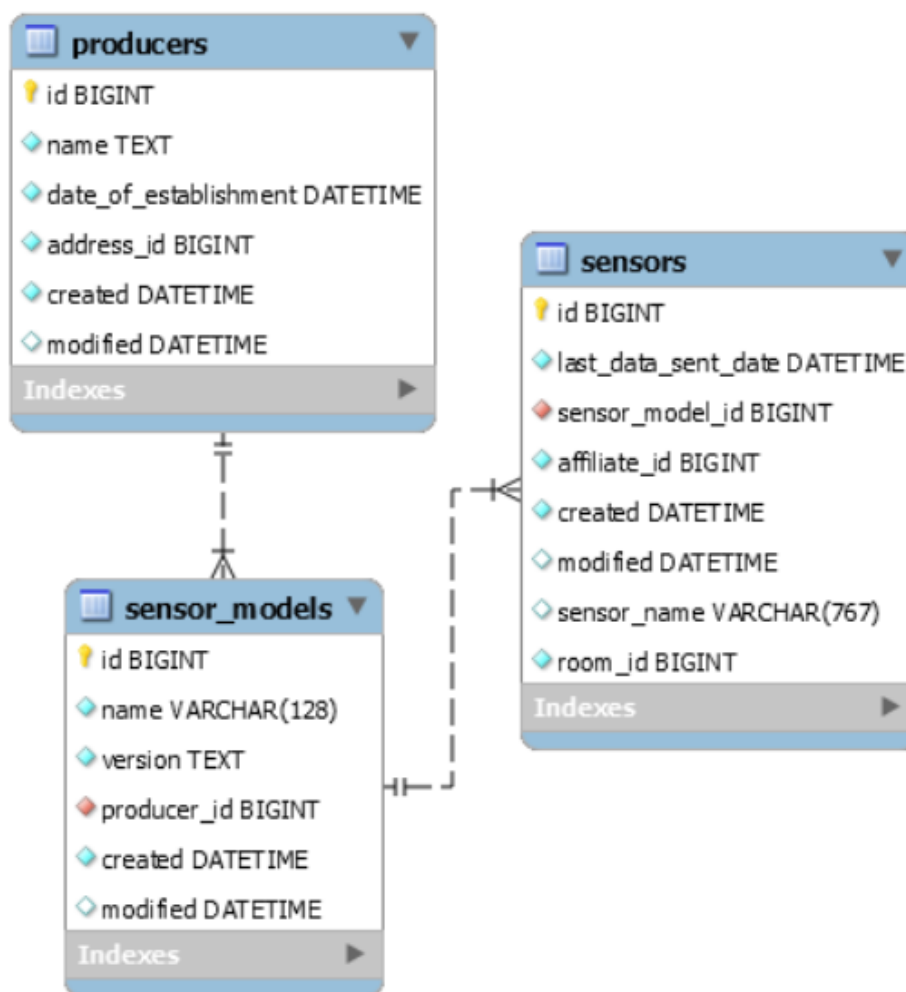 producers
id BIGINT
name TEXT
date_of_establishment DATETIME
address_id BIGINT
created DATETIME
modified DATETIME
Indexes
sensors
id BIGINT
last_data_sent_date DATETIME
sensor_model_id BIGINT
affiliate_id BIGINT
created DATETIME
modified DATETIME
sensor_name VARCHAR(767)
room_id BIGINT
Indexes
sensor_models
id BIGINT
name VARCHAR(128)
version TEXT
producer_id BIGINT
created DATETIME
modified DATETIME
Indexes